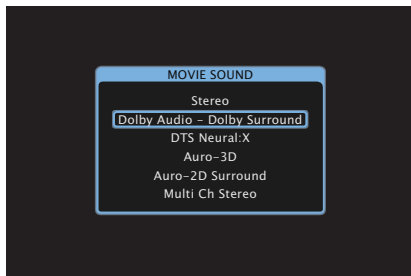 MOVIE SOUND
Stereo
Dolby Audio – Dolby Surround
DTS Neural:X
Auro-3D
Auro-2D Surround
Multi Ch Stereo